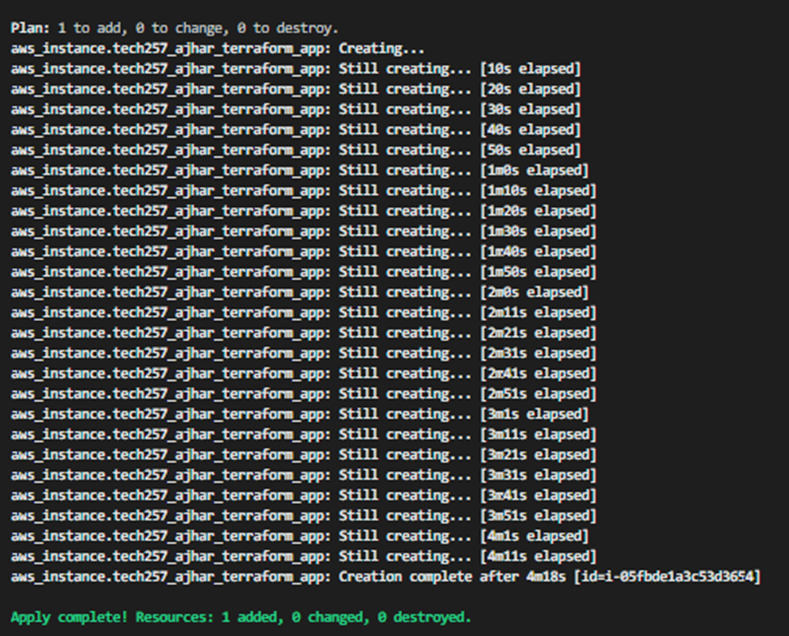 Plan: 1 to add, 0 to change, 0 to destroy.
aws_instance.tech257_ajhar_terraform_app: Creating...
aws_instance.tech257_ajhar_terraform_app: Still creating... [10s elapsed]
aws_instance.tech257_ajhar_terraform_app: Still creating... [20s elapsed]
aws_instance.tech257_ajhar_terraform_app: Still creating... [30s elapsed]
aws_instance.tech257_ajhar_terraform_app: Still creating... [40s elapsed]
aws_instance.tech257_ajhar_terraform_app: Still creating... [50s elapsed]
aws_instance.tech257_ajhar_terraform_app: Still creating... [1m0s elapsed]
aws_instance.tech257_ajhar_terraform_app: Still creating... [1m10s elapsed]
aws_instance.tech257_ajhar_terraform_app: Still creating... [1m20s elapsed]
aws_instance.tech257_ajhar_terraform_app: Still creating... [1m30s elapsed]
aws_instance.tech257_ajhar_terraform_app: Still creating... [1m40s elapsed]
aws_instance.tech257_ajhar_terraform_app: Still creating... [1m50s elapsed]
aws_instance.tech257_ajhar_terraform_app: Still creating... [2m0s elapsed]
aws_instance.tech257_ajhar_terraform_app: Still creating... [2m11s elapsed]
aws_instance.tech257_ajhar_terraform_app: Still creating... [2m21s elapsed]
aws_instance.tech257_ajhar_terraform_app: Still creating... [2m31s elapsed]
aws_instance.tech257_ajhar_terraform_app: Still creating... [2m41s elapsed]
aws_instance.tech257_ajhar_terraform_app: Still creating... [2m51s elapsed]
aws_instance.tech257_ajhar_terraform_app: Still creating... [3m1s elapsed]
aws_instance.tech257_ajhar_terraform_app: Still creating... [3m11s elapsed]
aws_instance.tech257_ajhar_terraform_app: Still creating... [3m21s elapsed]
aws_instance.tech257_ajhar_terraform_app: Still creating... [3m31s elapsed]
aws_instance.tech257_ajhar_terraform_app: Still creating... [3m41s elapsed]
aws_instance.tech257_ajhar_terraform_app: Still creating... [3m51s elapsed]
aws_instance.tech257_ajhar_terraform_app: Still creating... [4m1s elapsed]
aws_instance.tech257_ajhar_terraform_app: Still creating... [4m11s elapsed]
aws_instance.tech257_ajhar_terraform_app: Creation complete after 4m18s [id=i-05fbde1a3c53d3654]
Apply complete! Resources: 1 added, 0 changed, 0 destroyed.